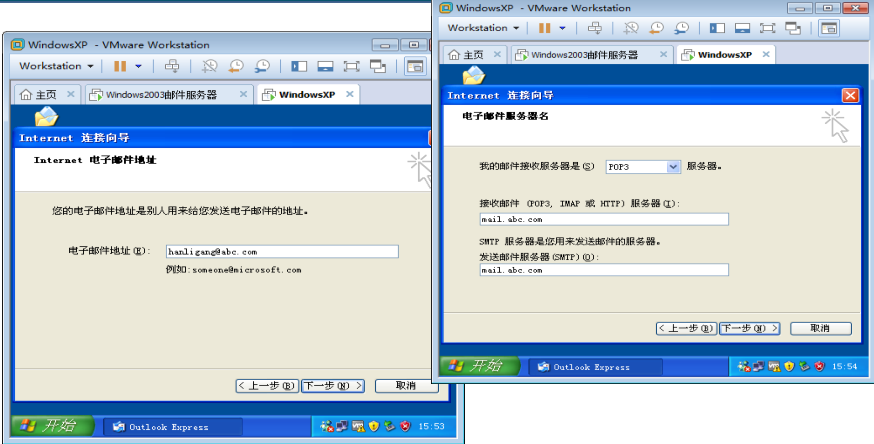 WindowsXP - VMware Workstation
Workstation
主页 Windows2003邮件服务器 WindowsXP
Internet 连接向导
Internet 电子邮件地址
您的电子邮件地址是别人用来给您发送电子邮件的地址。
电子邮件地址(E): hanligang@abc.com
例如:someone@microsoft.com
< 上一步(B) 下一步(N) > 取消
开始 Outlook Express 15:53
WindowsXP - VMware Workstation
Workstation
主页 Windows2003邮件服务器 WindowsXP
Internet 连接向导
电子邮件服务器名
我的邮件接收服务器是(S) POP3 服务器。
接收邮件 (POP3, IMAP 或 HTTP) 服务器(I):
mail.abc.com
SMTP 服务器是您用来发送邮件的服务器。
发送邮件服务器(SMTP)(O):
mail.abc.com
< 上一步(B) 下一步(N) > 取消
开始 Outlook Express 15:54